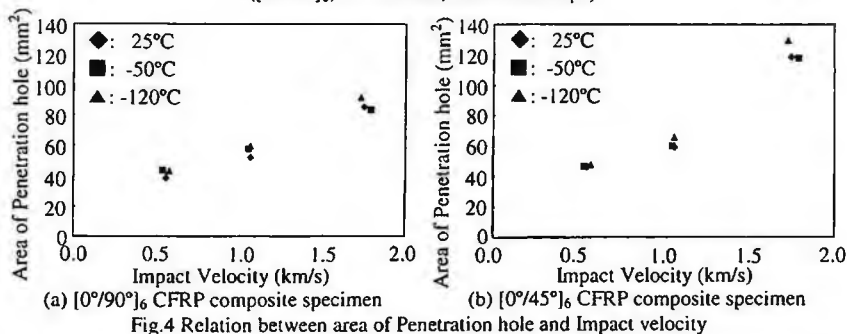 Area of Penetration hole (mm²)
140
120
100
80
60
40
20
0
◆: 25°C
■: -50°C
▲: -120°C
0.0 0.5 1.0 1.5 2.0
Impact Velocity (km/s)
(a) [0°/90°]₆ CFRP composite specimen
Area of Penetration hole (mm²)
140
120
100
80
60
40
20
0
◆: 25°C
■: -50°C
▲: -120°C
0.0 0.5 1.0 1.5 2.0
Impact Velocity (km/s)
(b) [0°/45°]₆ CFRP composite specimen
Fig.4 Relation between area of Penetration hole and Impact velocity